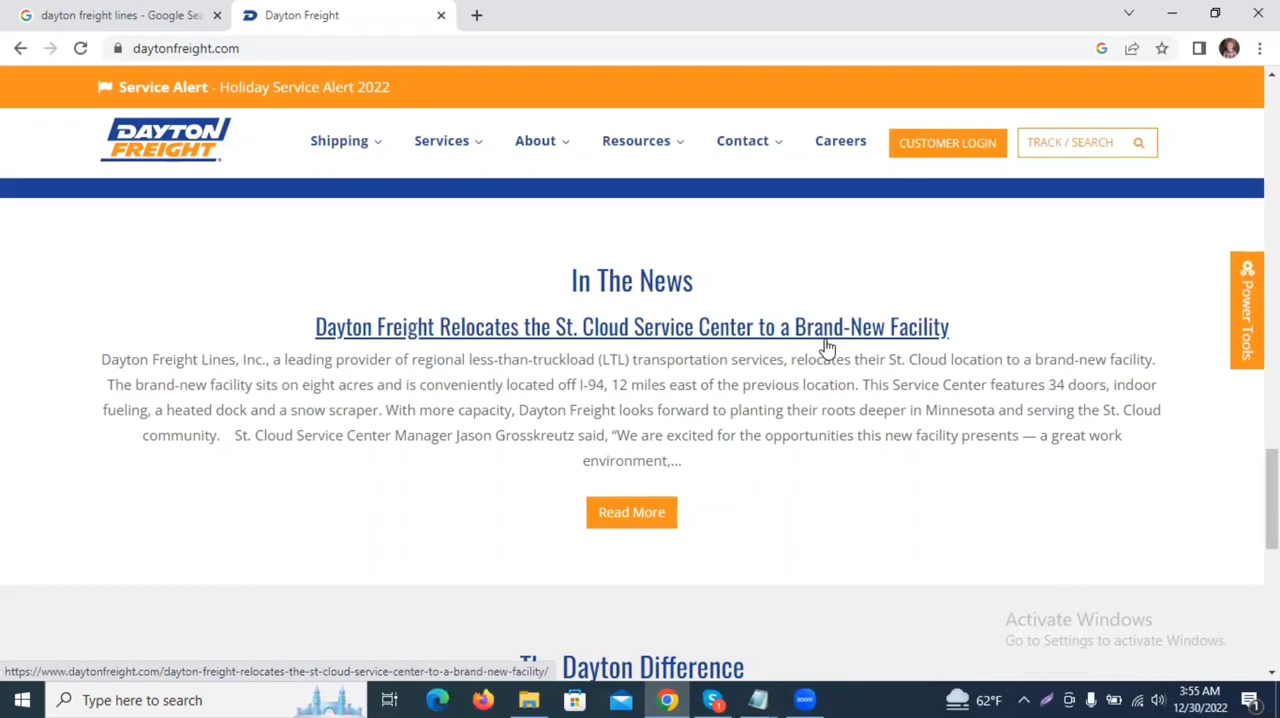 dayton freight lines - Google Sea
Dayton Freight
daytonfreight.com
Service Alert - Holiday Service Alert 2022
DAYTON
FREIGHT
Shipping
Services
About
Resources
Contact
Careers
CUSTOMER LOGIN
TRACK / SEARCH
Power Tools
In The News
Dayton Freight Relocates the St. Cloud Service Center to a Brand-New Facility
Dayton Freight Lines, Inc., a leading provider of regional less-than-truckload (LTL) transportation services, relocates their St. Cloud location to a brand-new facility.
The brand-new facility sits on eight acres and is conveniently located off I-94, 12 miles east of the previous location. This Service Center features 34 doors, indoor
fueling, a heated dock and a snow scraper. With more capacity, Dayton Freight looks forward to planting their roots deeper in Minnesota and serving the St. Cloud
community. St. Cloud Service Center Manager Jason Grosskreutz said, “We are excited for the opportunities this new facility presents — a great work
environment,...
Read More
Activate Windows
Go to Settings to activate Windows.
The Dayton Difference
https://www.daytonfreight.com/dayton-freight-relocates-the-st-cloud-service-center-to-a-brand-new-facility/
Type here to search
zoom
62°F
3:55 AM
12/30/2022